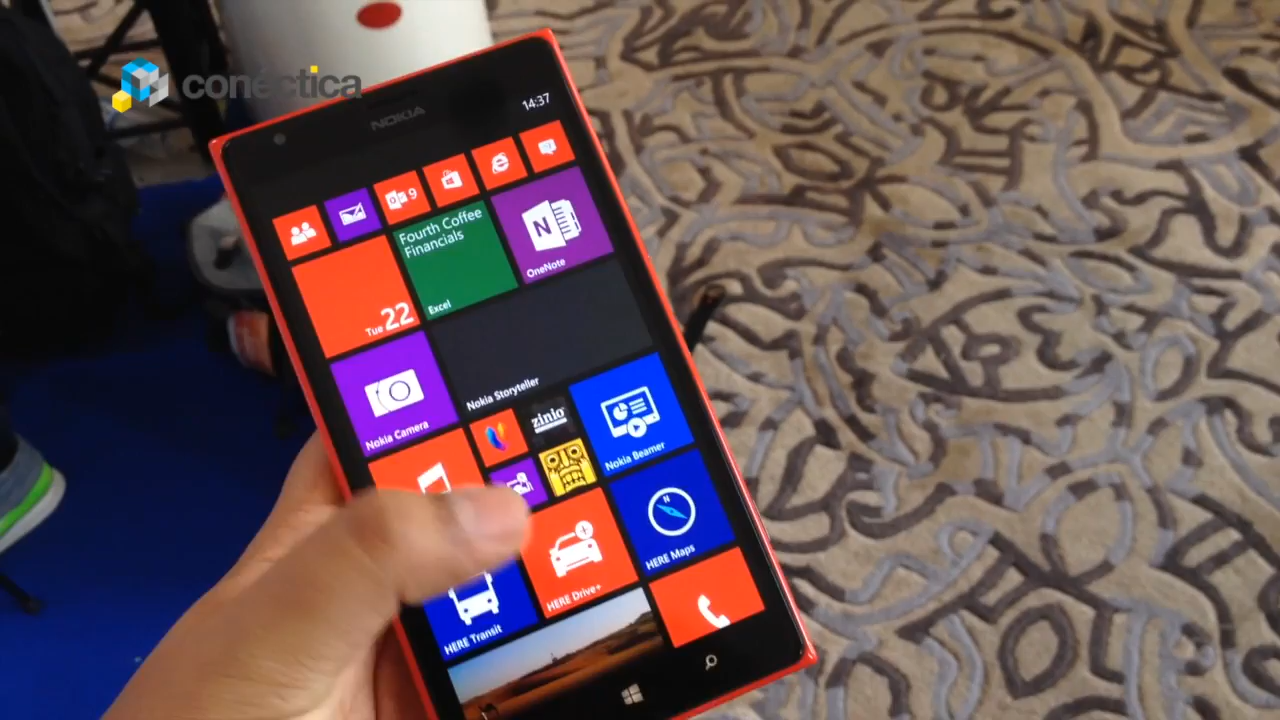 conéctica
NOKIA
14:37
9
Fourth Coffee
Financials
Excel
OneNote
Tue 22
Nokia Camera
Nokia Storyteller
zinio
Nokia Beamer
N
HERE Maps
HERE Drive+
HERE Transit